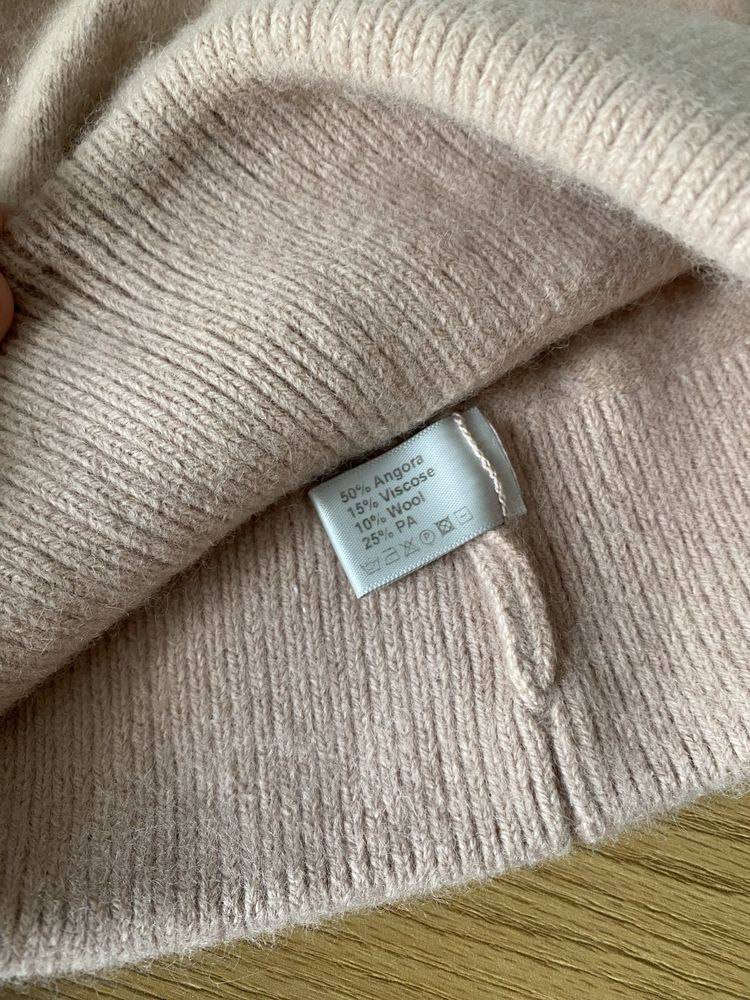 50% Angora
15% Viscose
10% Wool
25% PA